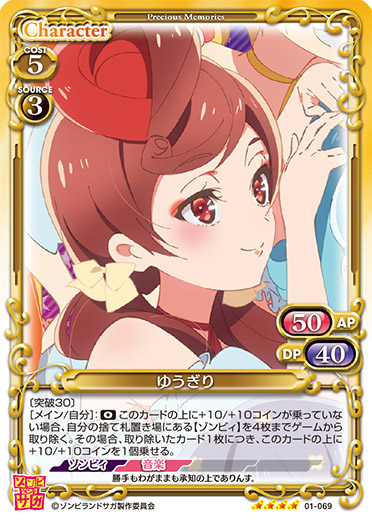 Precious Memories
Character
COST
5
SOURCE
3
50 AP
DP 40
ゆうぎり
[突破30]
[メイン/自分]:このカードの上に+10/+10コインが乗っていな
い場合、自分の捨て札置き場にある【ゾンビィ】を4枚までゲームから
取り除く。その場合、取り除いたカード1枚につき、このカードの上に
+10/+10コインを1個乗せる。
ゾンビィ 音楽
勝手もわがままも承知の上でありんす。
ゾンビランドサガ
©ゾンビランドサガ製作委員会
★★★★ 01-069